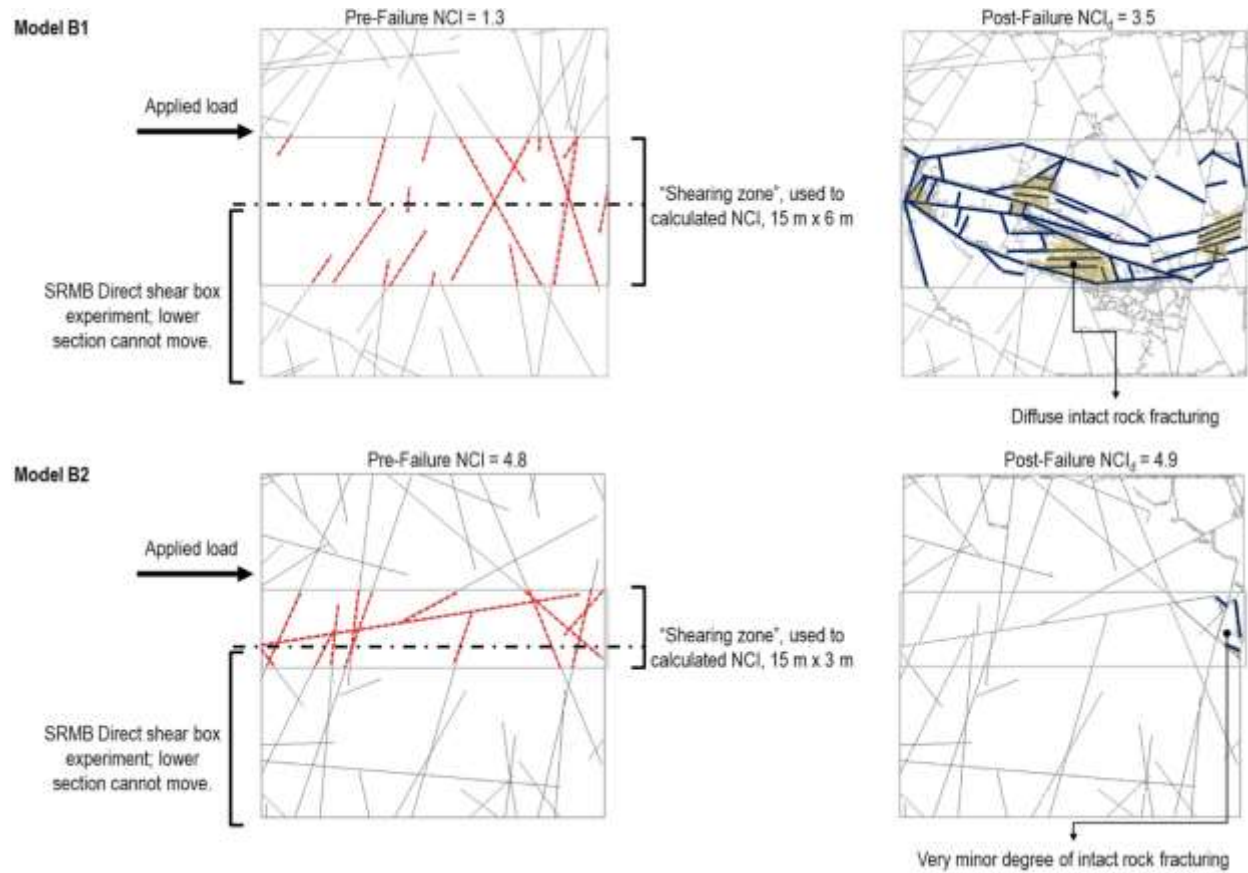 Model B1
Pre-Failure NCI = 1.3
Post-Failure NCId = 3.5
Applied load
"Shearing zone", used to
calculated NCI, 15 m x 6 m
SRMB Direct shear box
experiment; lower
section cannot move.
Diffuse intact rock fracturing
Model B2
Pre-Failure NCI = 4.8
Post-Failure NCId = 4.9
Applied load
"Shearing zone", used to
calculated NCI, 15 m x 3 m
SRMB Direct shear box
experiment; lower
section cannot move.
Very minor degree of intact rock fracturing